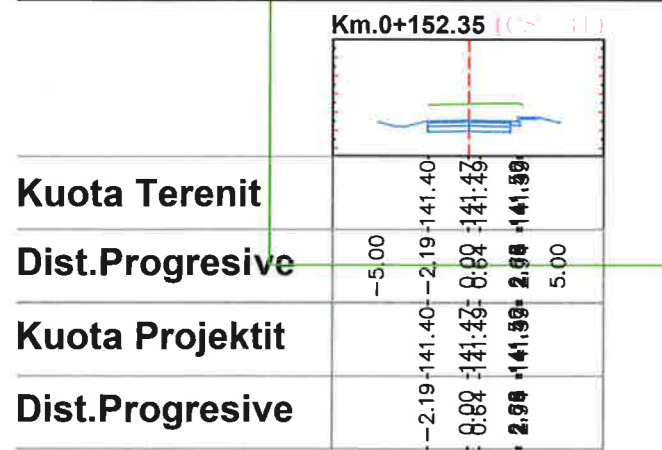 Km.0+152.35
Kuota Terenit -141.40 -141.47 -141.49
Dist.Progresive -5.00 -2.19 0.00 0.64 5.00
Kuota Projektit -141.40 -141.47 -141.49
Dist.Progresive -2.19 0.00 0.64